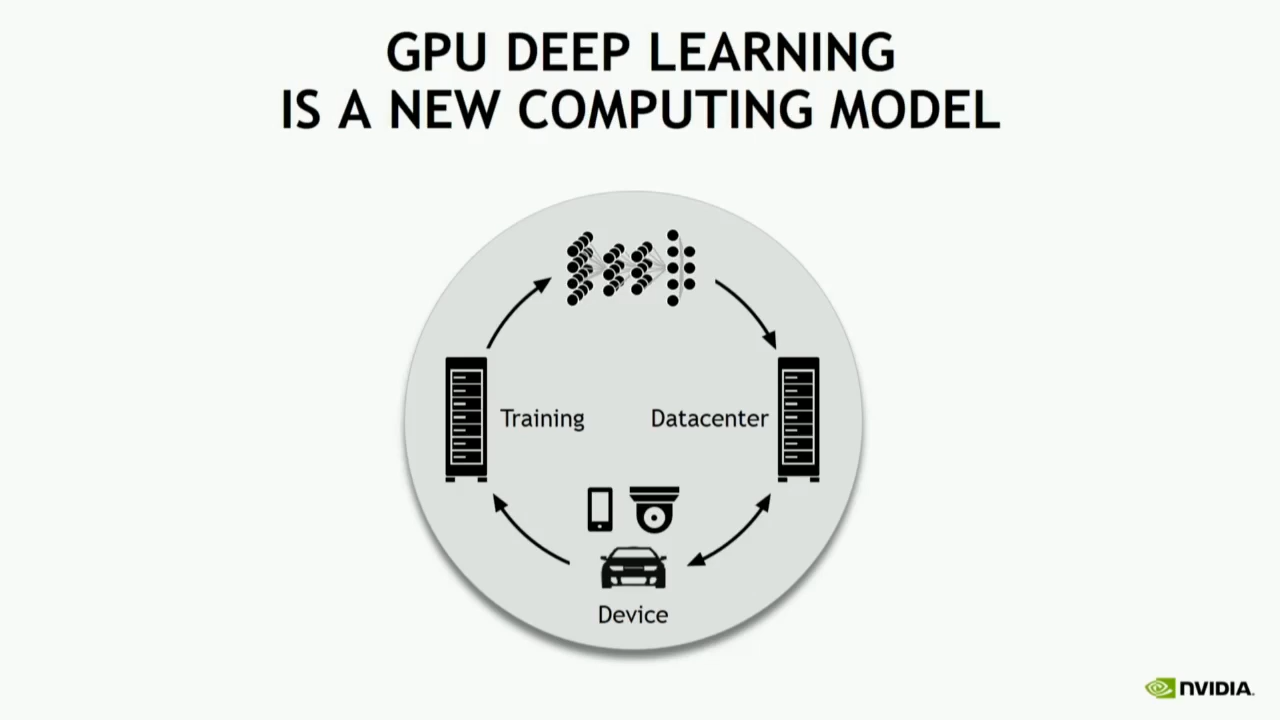 GPU DEEP LEARNING
IS A NEW COMPUTING MODEL
Training
Datacenter
Device
NVIDIA.